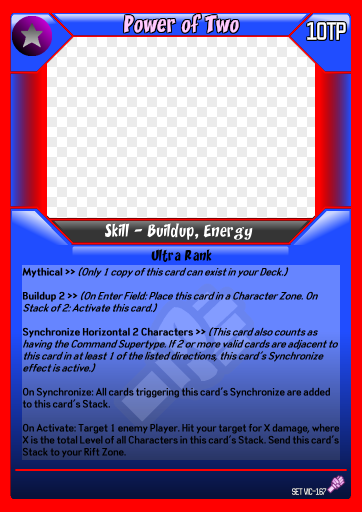 Power of Two
10TP
Skill - Buildup, Energy
Ultra Rank
Mythical >> (Only 1 copy of this card can exist in your Deck.)
Buildup 2 >> (On Enter Field: Place this card in a Character Zone. On
Stack of 2: Activate this card.)
Synchronize Horizontal 2 Characters >> (This card also counts as
having the Command Supertype. If 2 or more valid cards are adjacent to
this card in at least 1 of the listed directions, this card's Synchronize
effect is active.)
On Synchronize: All cards triggering this card's Synchronize are added
to this card's Stack.
On Activate: Target 1 enemy Player. Hit your target for X damage, where
X is the total Level of all Characters in this card's Stack. Send this card's
Stack to your Rift Zone.
SET VIC-167